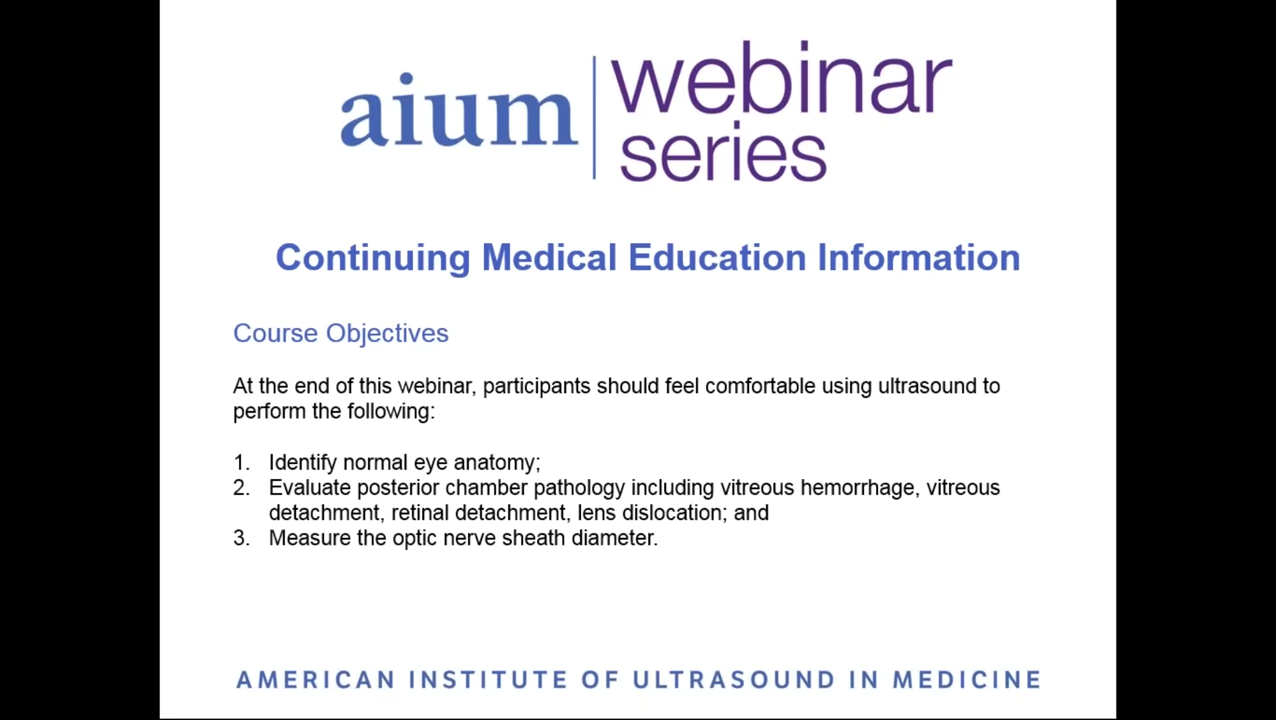 aium webinar
series
Continuing Medical Education Information
Course Objectives
At the end of this webinar, participants should feel comfortable using ultrasound to
perform the following:
1. Identify normal eye anatomy;
2. Evaluate posterior chamber pathology including vitreous hemorrhage, vitreous
detachment, retinal detachment, lens dislocation; and
3. Measure the optic nerve sheath diameter.
AMERICAN INSTITUTE OF ULTRASOUND IN MEDICINE